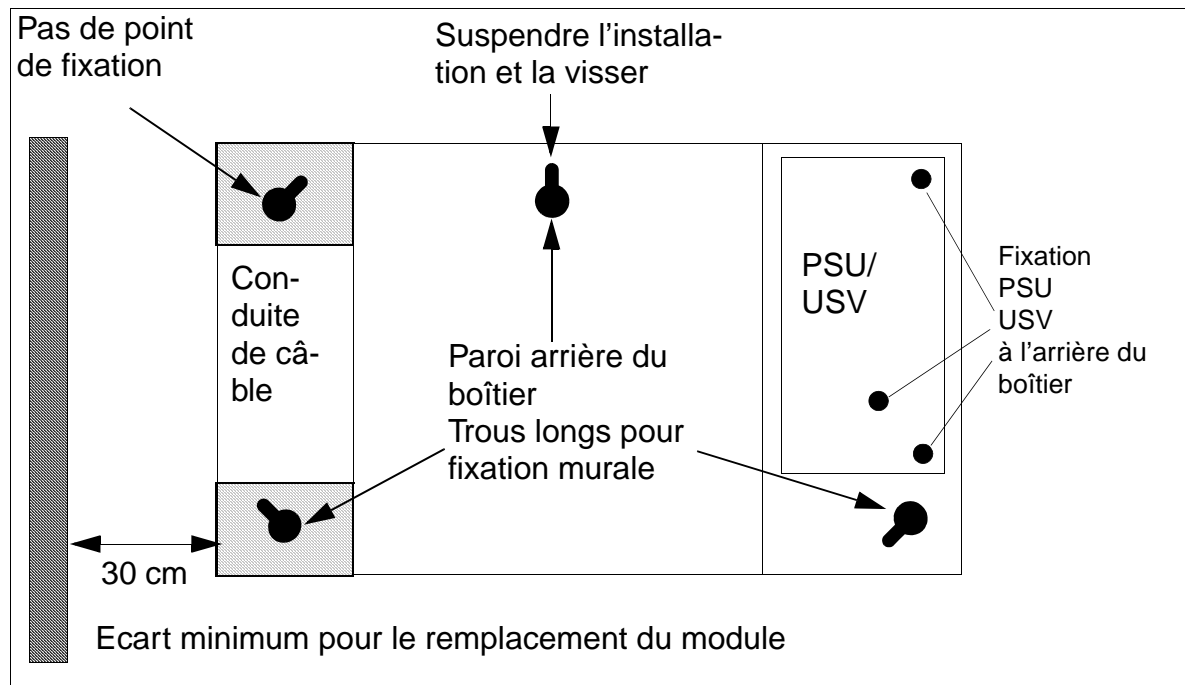 Pas de point
de fixation
Suspendre l’installa-
tion et la visser
Con-
duite
de câ-
ble
PSU/
USV
Fixation
PSU
USV
à l’arrière du
boîtier
Paroi arrière du
boîtier
Trous longs pour
fixation murale
30 cm
Ecart minimum pour le remplacement du module